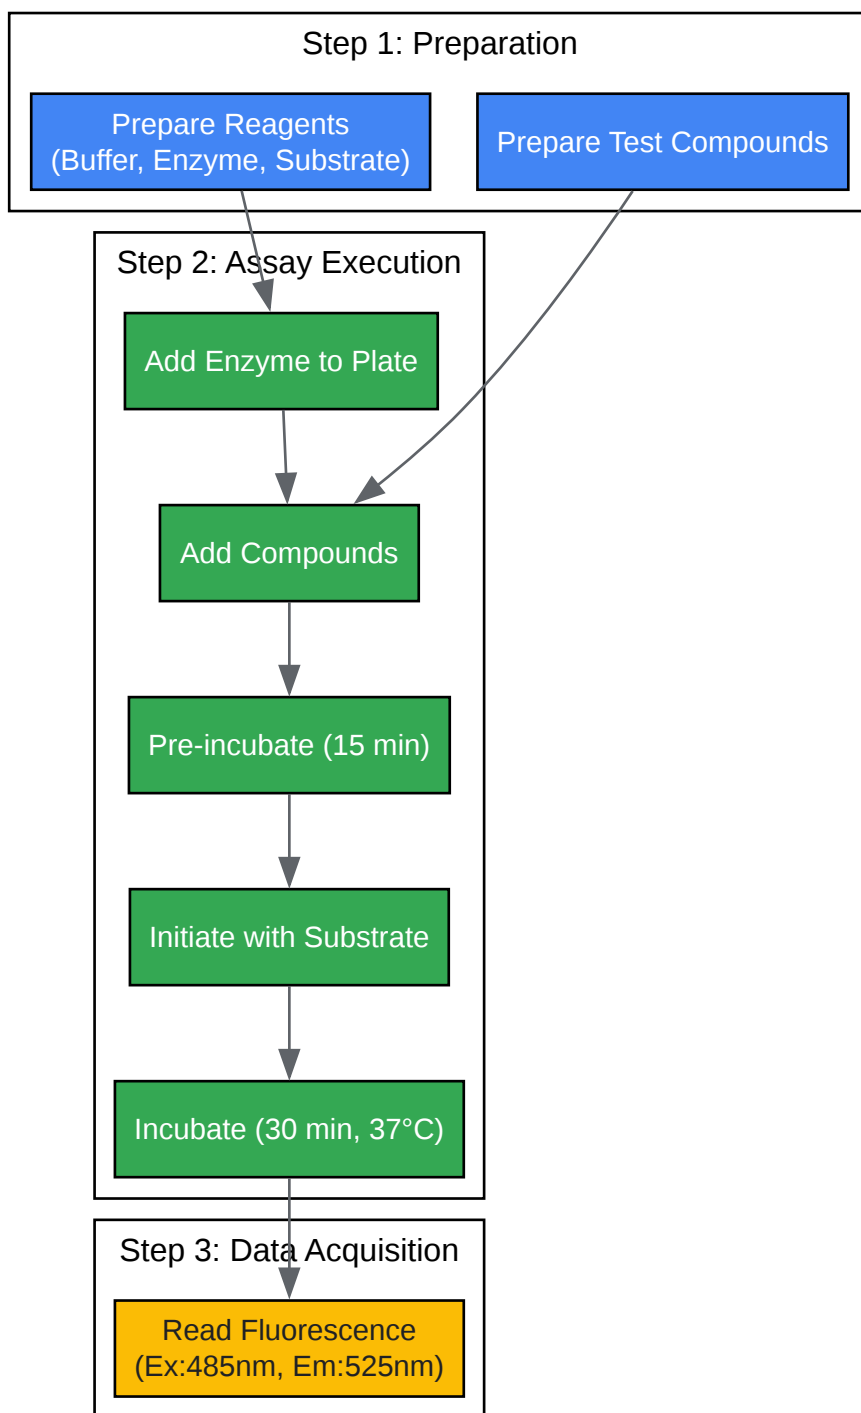 Step 1: Preparation
Prepare Reagents
(Buffer, Enzyme, Substrate)
Prepare Test Compounds
Step 2: Assay Execution
Add Enzyme to Plate
Add Compounds
Pre-incubate (15 min)
Initiate with Substrate
Incubate (30 min, 37°C)
Step 3: Data Acquisition
Read Fluorescence
(Ex:485nm, Em:525nm)